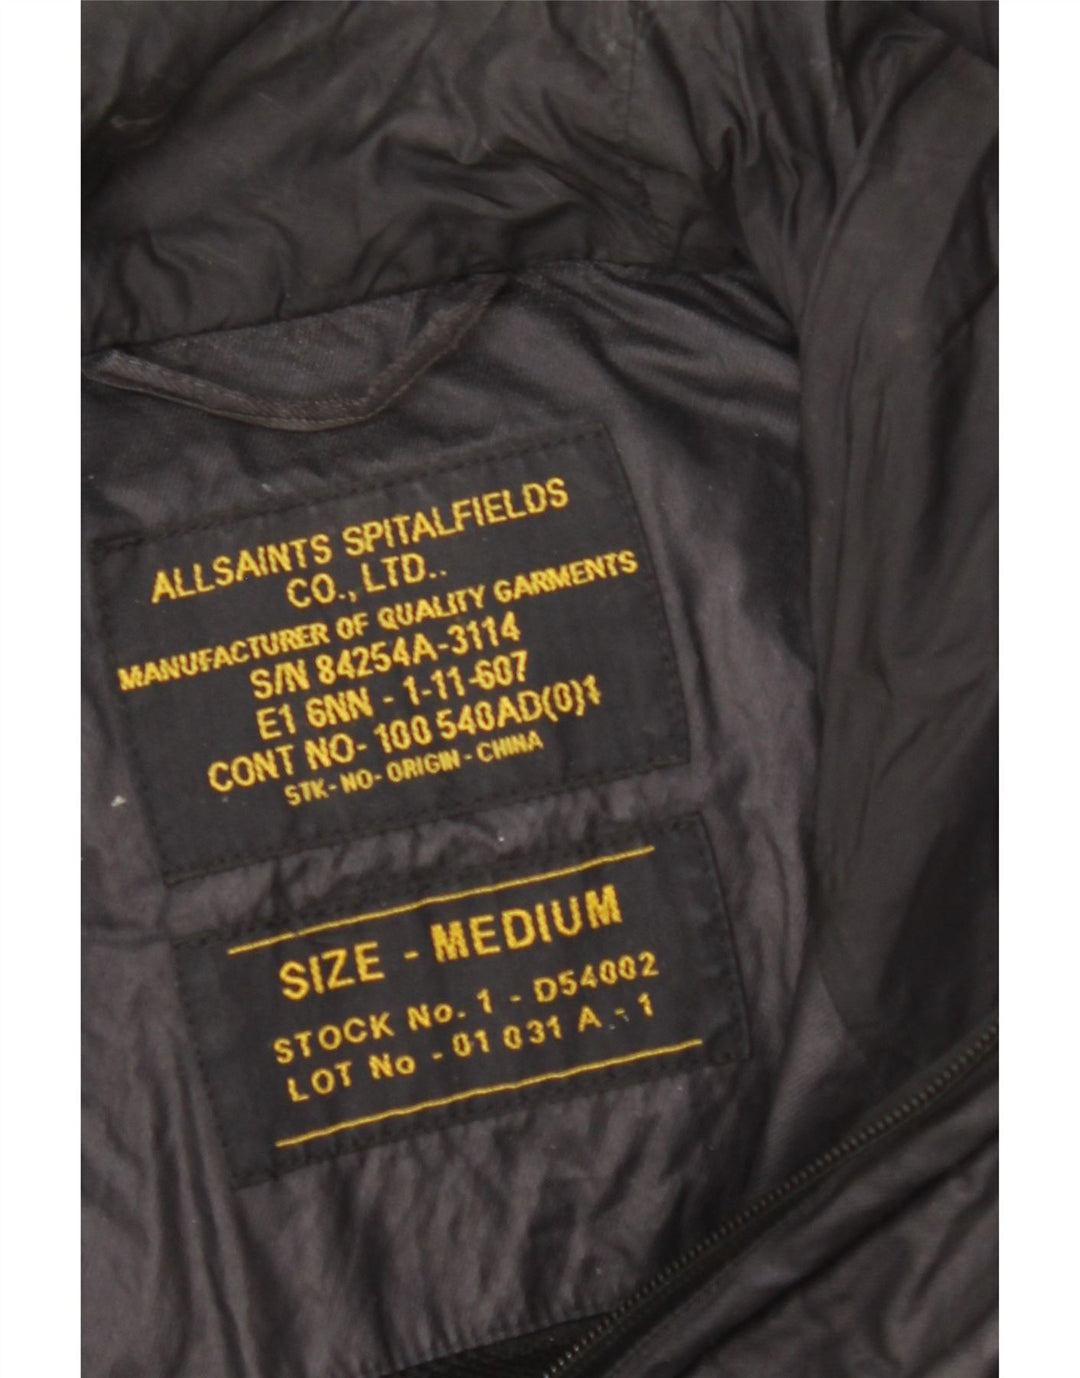 ALLSAINTS SPITALFIELDS
CO., LTD..
MANUFACTURER OF QUALITY GARMENTS
S/N 84254A-3114
E1 6NN - 1-11-607
CONT NO- 100 540AD(0)1
STK- NO- ORIGIN - CHINA
SIZE - MEDIUM
STOCK No. 1 - D54002
LOT No - 01 031 A - 1